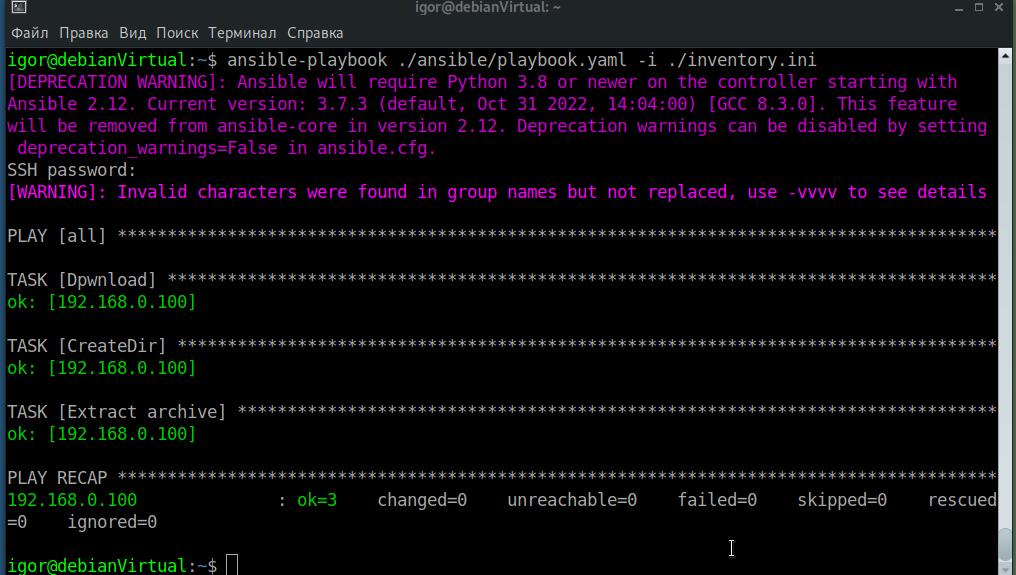 igor@debianVirtual: ~
Файл Правка Вид Поиск Терминал Справка
igor@debianVirtual:~$ ansible-playbook ./ansible/playbook.yaml -i ./inventory.ini
[DEPRECATION WARNING]: Ansible will require Python 3.8 or newer on the controller starting with
Ansible 2.12. Current version: 3.7.3 (default, Oct 31 2022, 14:04:00) [GCC 8.3.0]. This feature
will be removed from ansible-core in version 2.12. Deprecation warnings can be disabled by setting
deprecation_warnings=False in ansible.cfg.
SSH password:
[WARNING]: Invalid characters were found in group names but not replaced, use -vvvv to see details
PLAY [all] ****************************************************************************************
TASK [Dpwnload] ***********************************************************************************
ok: [192.168.0.100]
TASK [CreateDir] **********************************************************************************
ok: [192.168.0.100]
TASK [Extract archive] ****************************************************************************
ok: [192.168.0.100]
PLAY RECAP ****************************************************************************************
192.168.0.100 : ok=3 changed=0 unreachable=0 failed=0 skipped=0 rescued
=0 ignored=0
igor@debianVirtual:~$